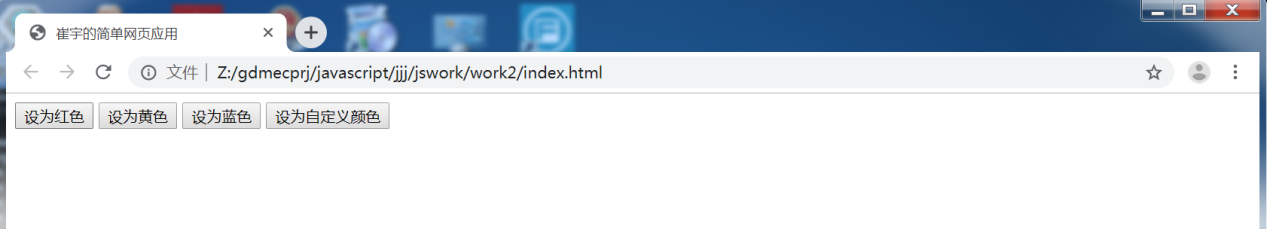 崔宇的简单网页应用
文件 Z:/gdmecprj/javascript/jjj/jswork/work2/index.html
设为红色 设为黄色 设为蓝色 设为自定义颜色